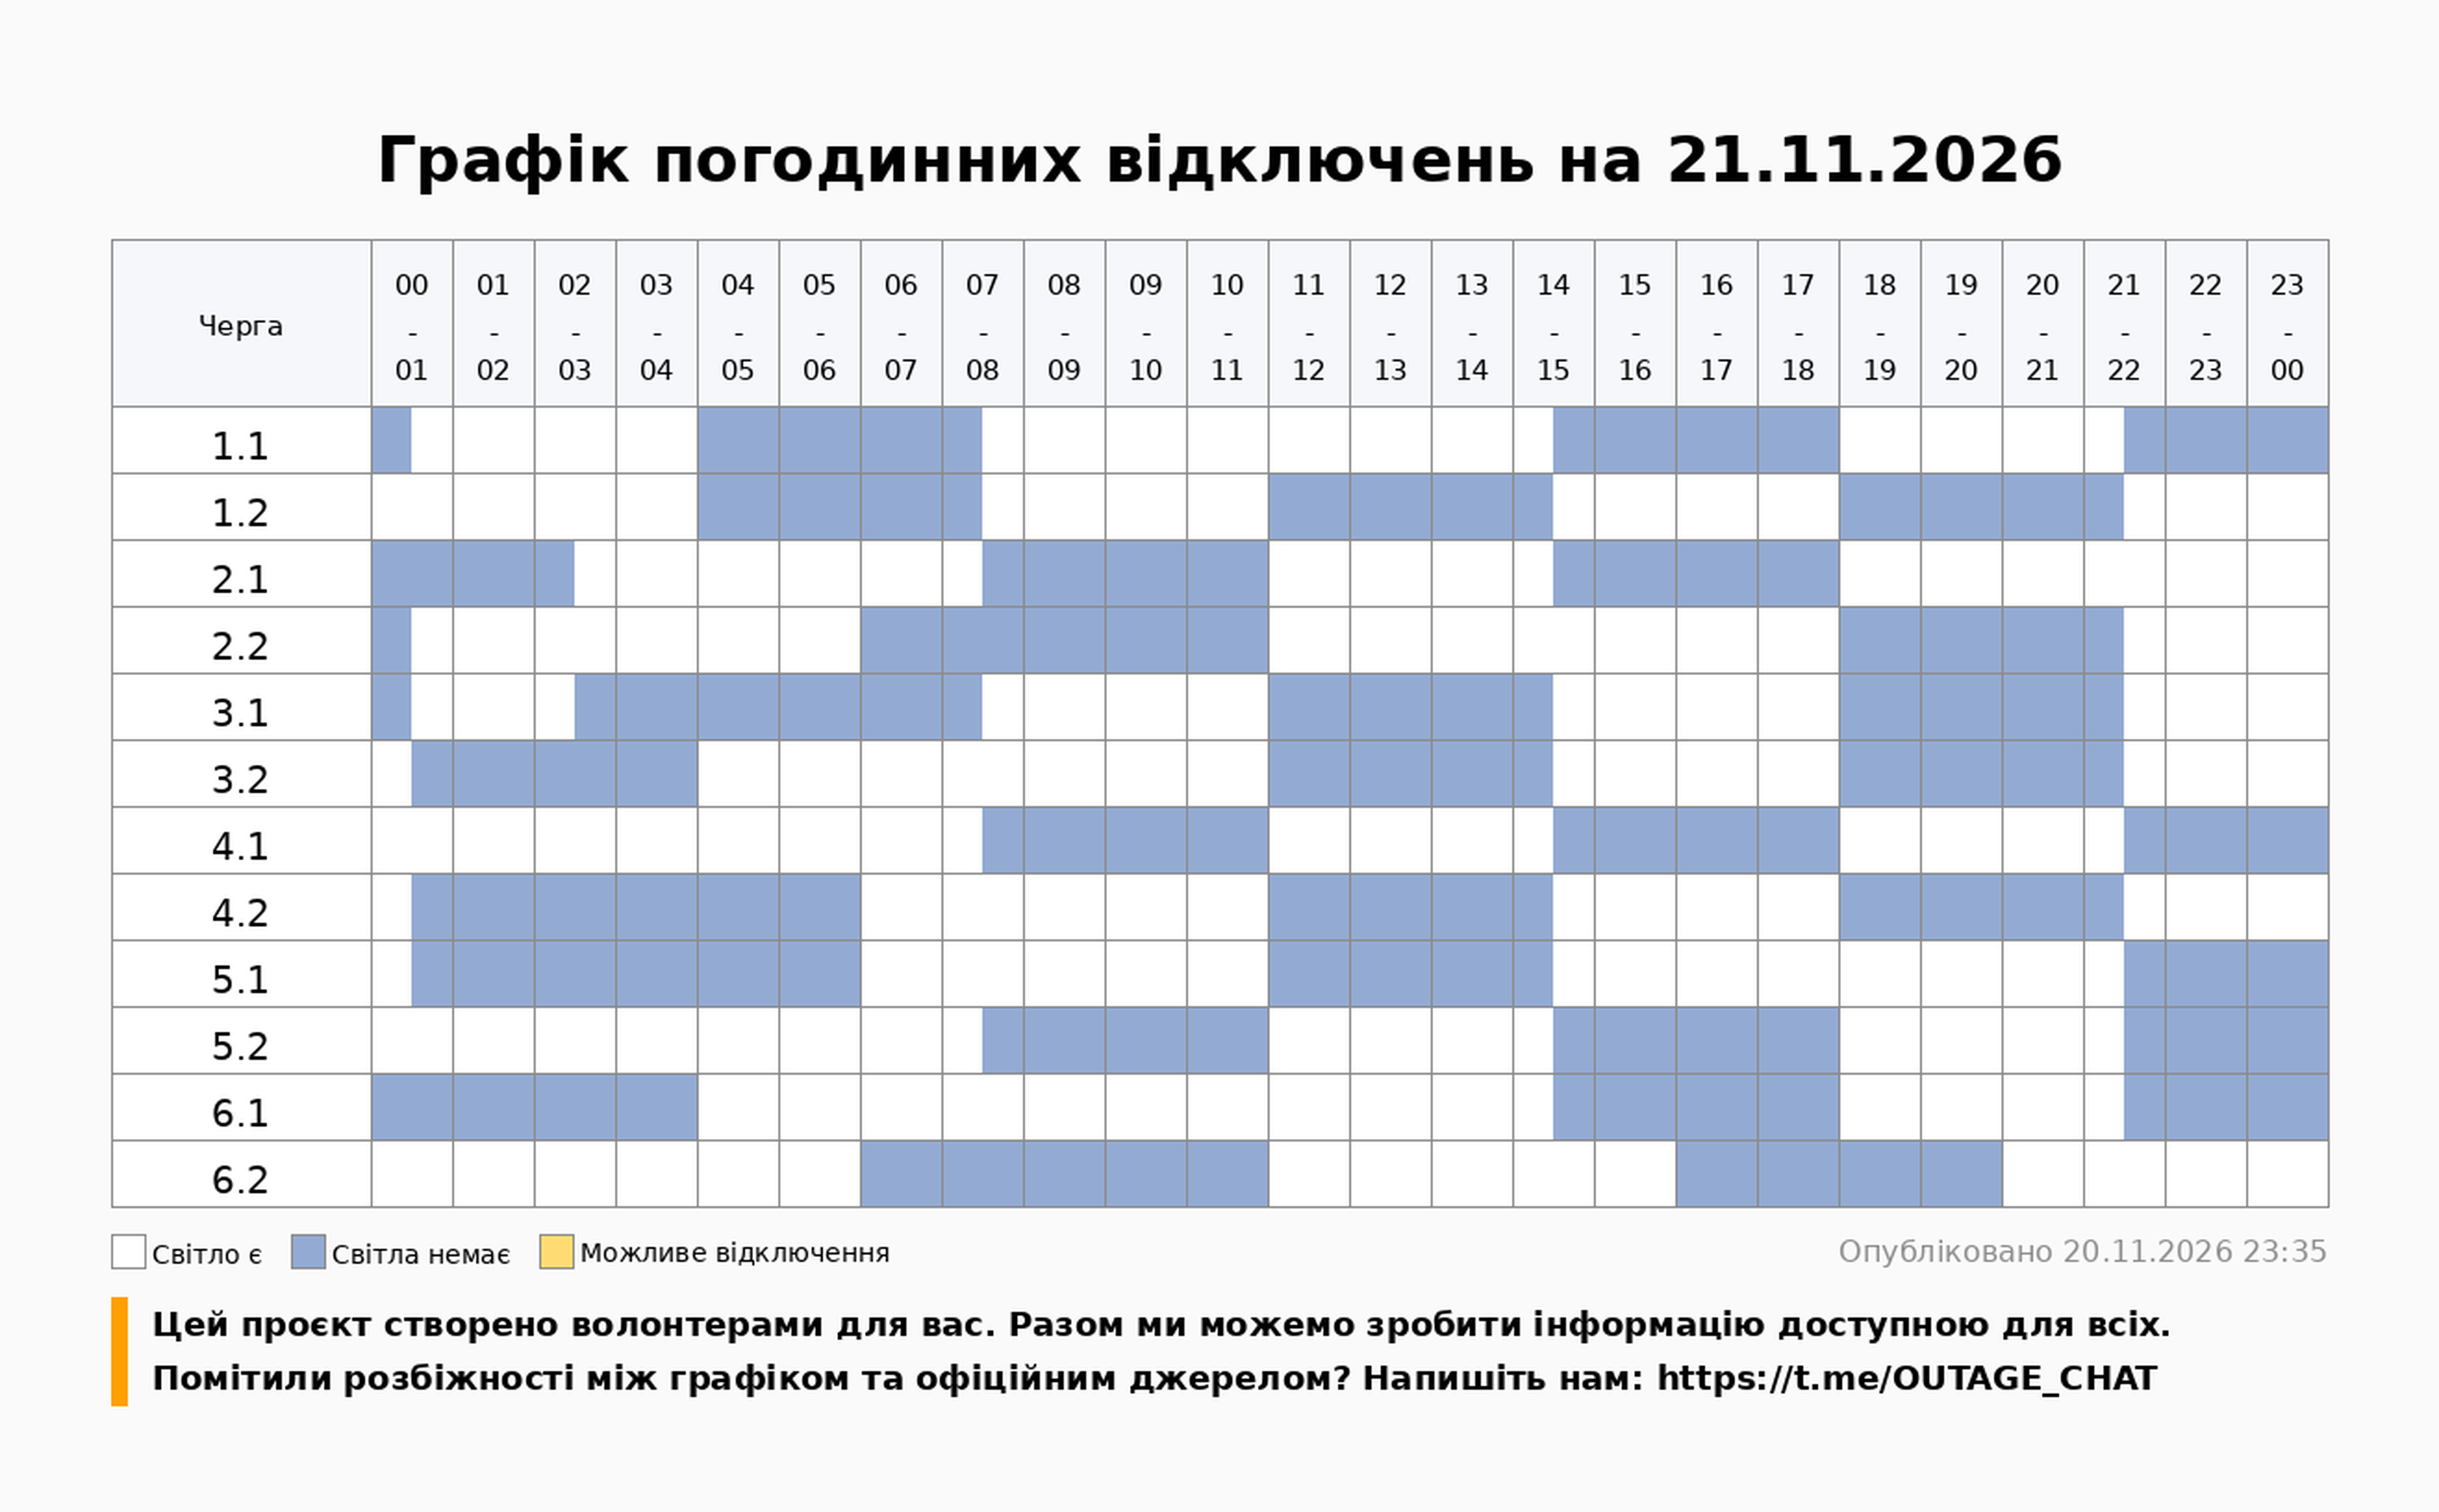 Графік погодинних відключень на 21.11.2026
Черга 00 - 01 01 - 02 02 - 03 03 - 04 04 - 05 05 - 06 06 - 07 07 - 08 08 - 09 09 - 10 10 - 11 11 - 12 12 - 13 13 - 14 14 - 15 15 - 16 16 - 17 17 - 18 18 - 19 19 - 20 20 - 21 21 - 22 22 - 23 23 - 00
1.1
1.2
2.1
2.2
3.1
3.2
4.1
4.2
5.1
5.2
6.1
6.2
Світло є Світла немає Можливе відключення Опубліковано 20.11.2026 23:35
Цей проєкт створено волонтерами для вас. Разом ми можемо зробити інформацію доступною для всіх.
Помітили розбіжності між графіком та офіційним джерелом? Напишіть нам: https://t.me/OUTAGE_CHAT